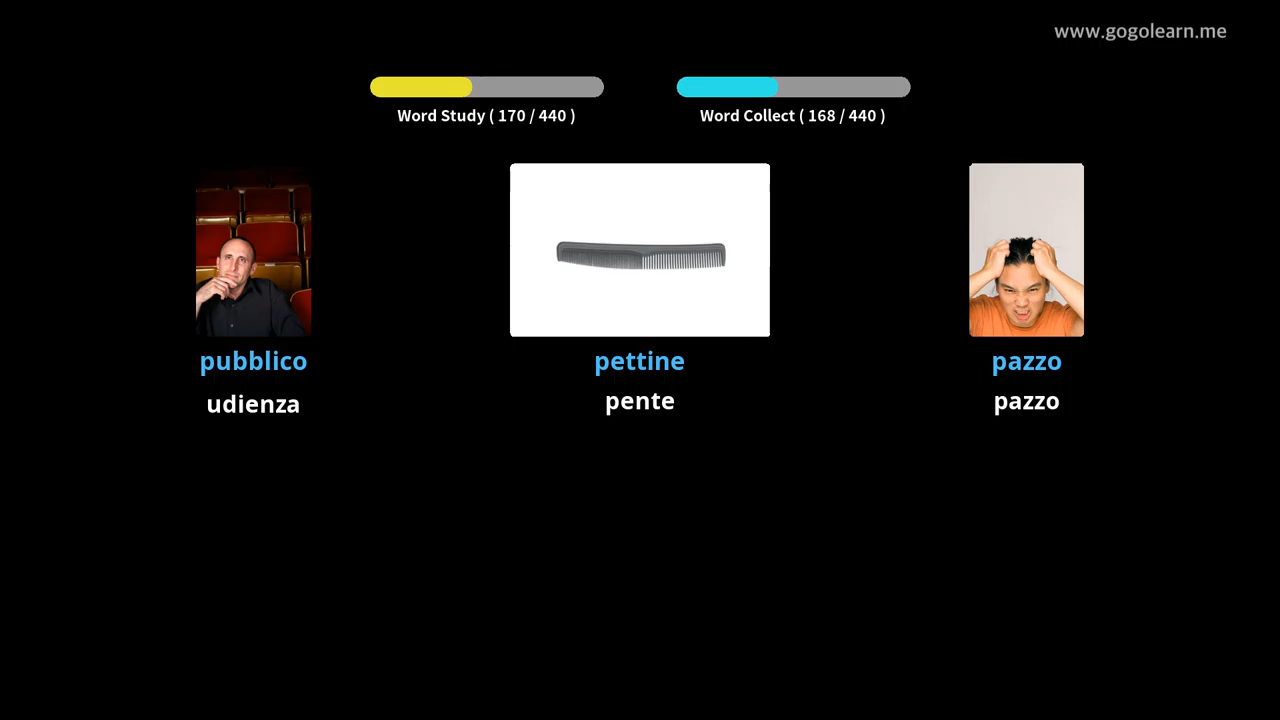 www.gogolearn.me
Word Study ( 170 / 440 )
Word Collect ( 168 / 440 )
pubblico
pettine
pazzo
udienza
pente
pazzo